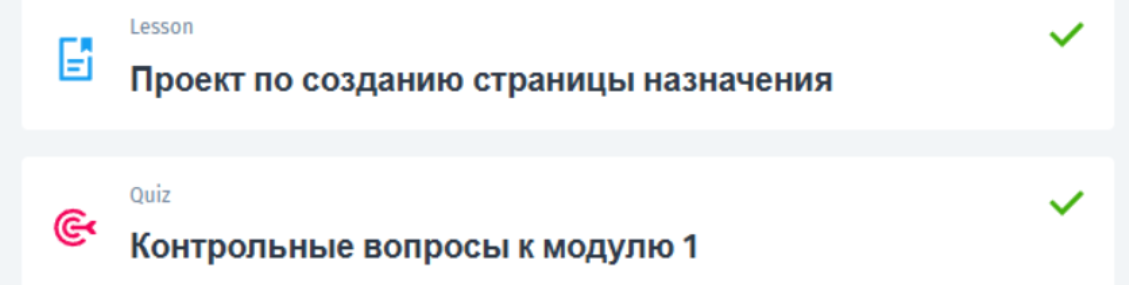 Lesson
Проект по созданию страницы назначения
Quiz
Контрольные вопросы к модулю 1